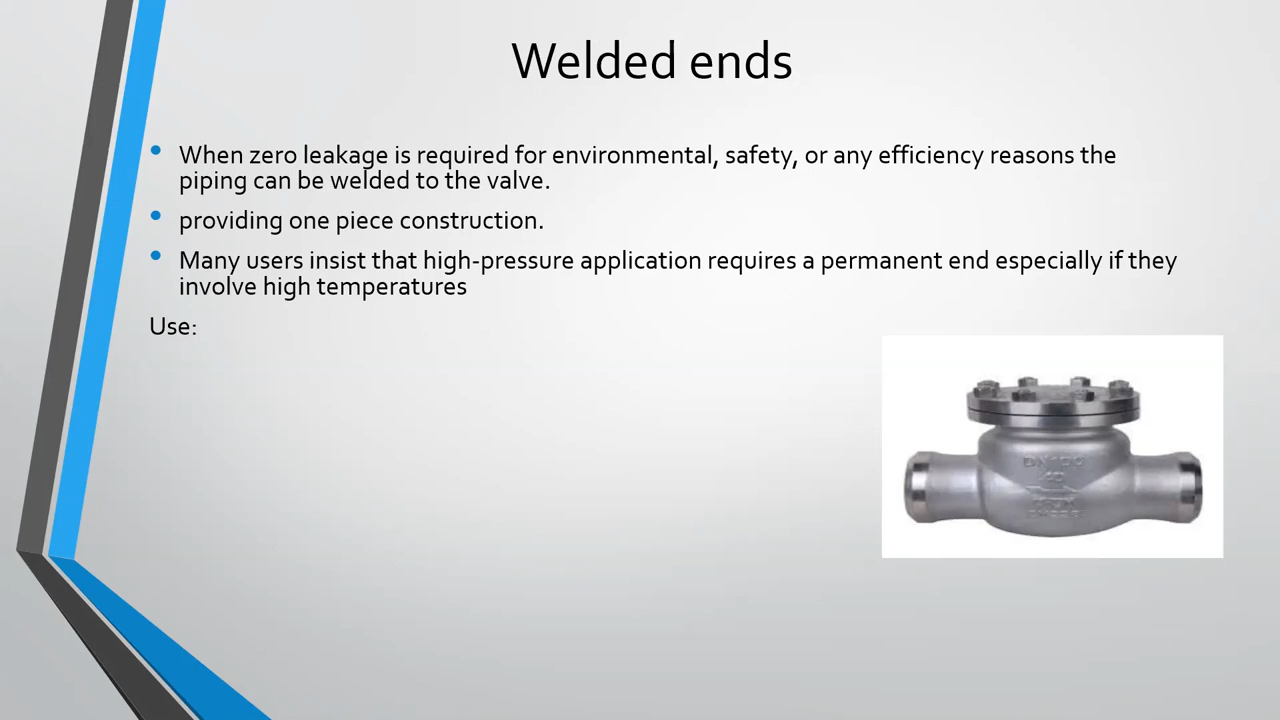 Welded ends
• When zero leakage is required for environmental, safety, or any efficiency reasons the
piping can be welded to the valve.
• providing one piece construction.
• Many users insist that high-pressure application requires a permanent end especially if they
involve high temperatures
Use:
DN100
40